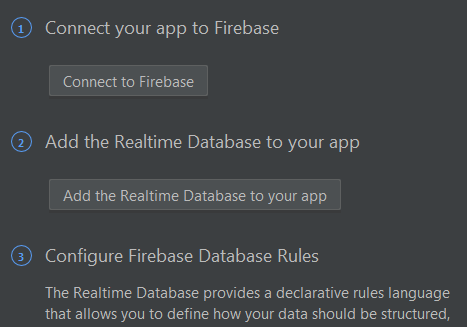 1 Connect your app to Firebase
Connect to Firebase
2 Add the Realtime Database to your app
Add the Realtime Database to your app
3 Configure Firebase Database Rules
The Realtime Database provides a declarative rules language
that allows you to define how your data should be structured,